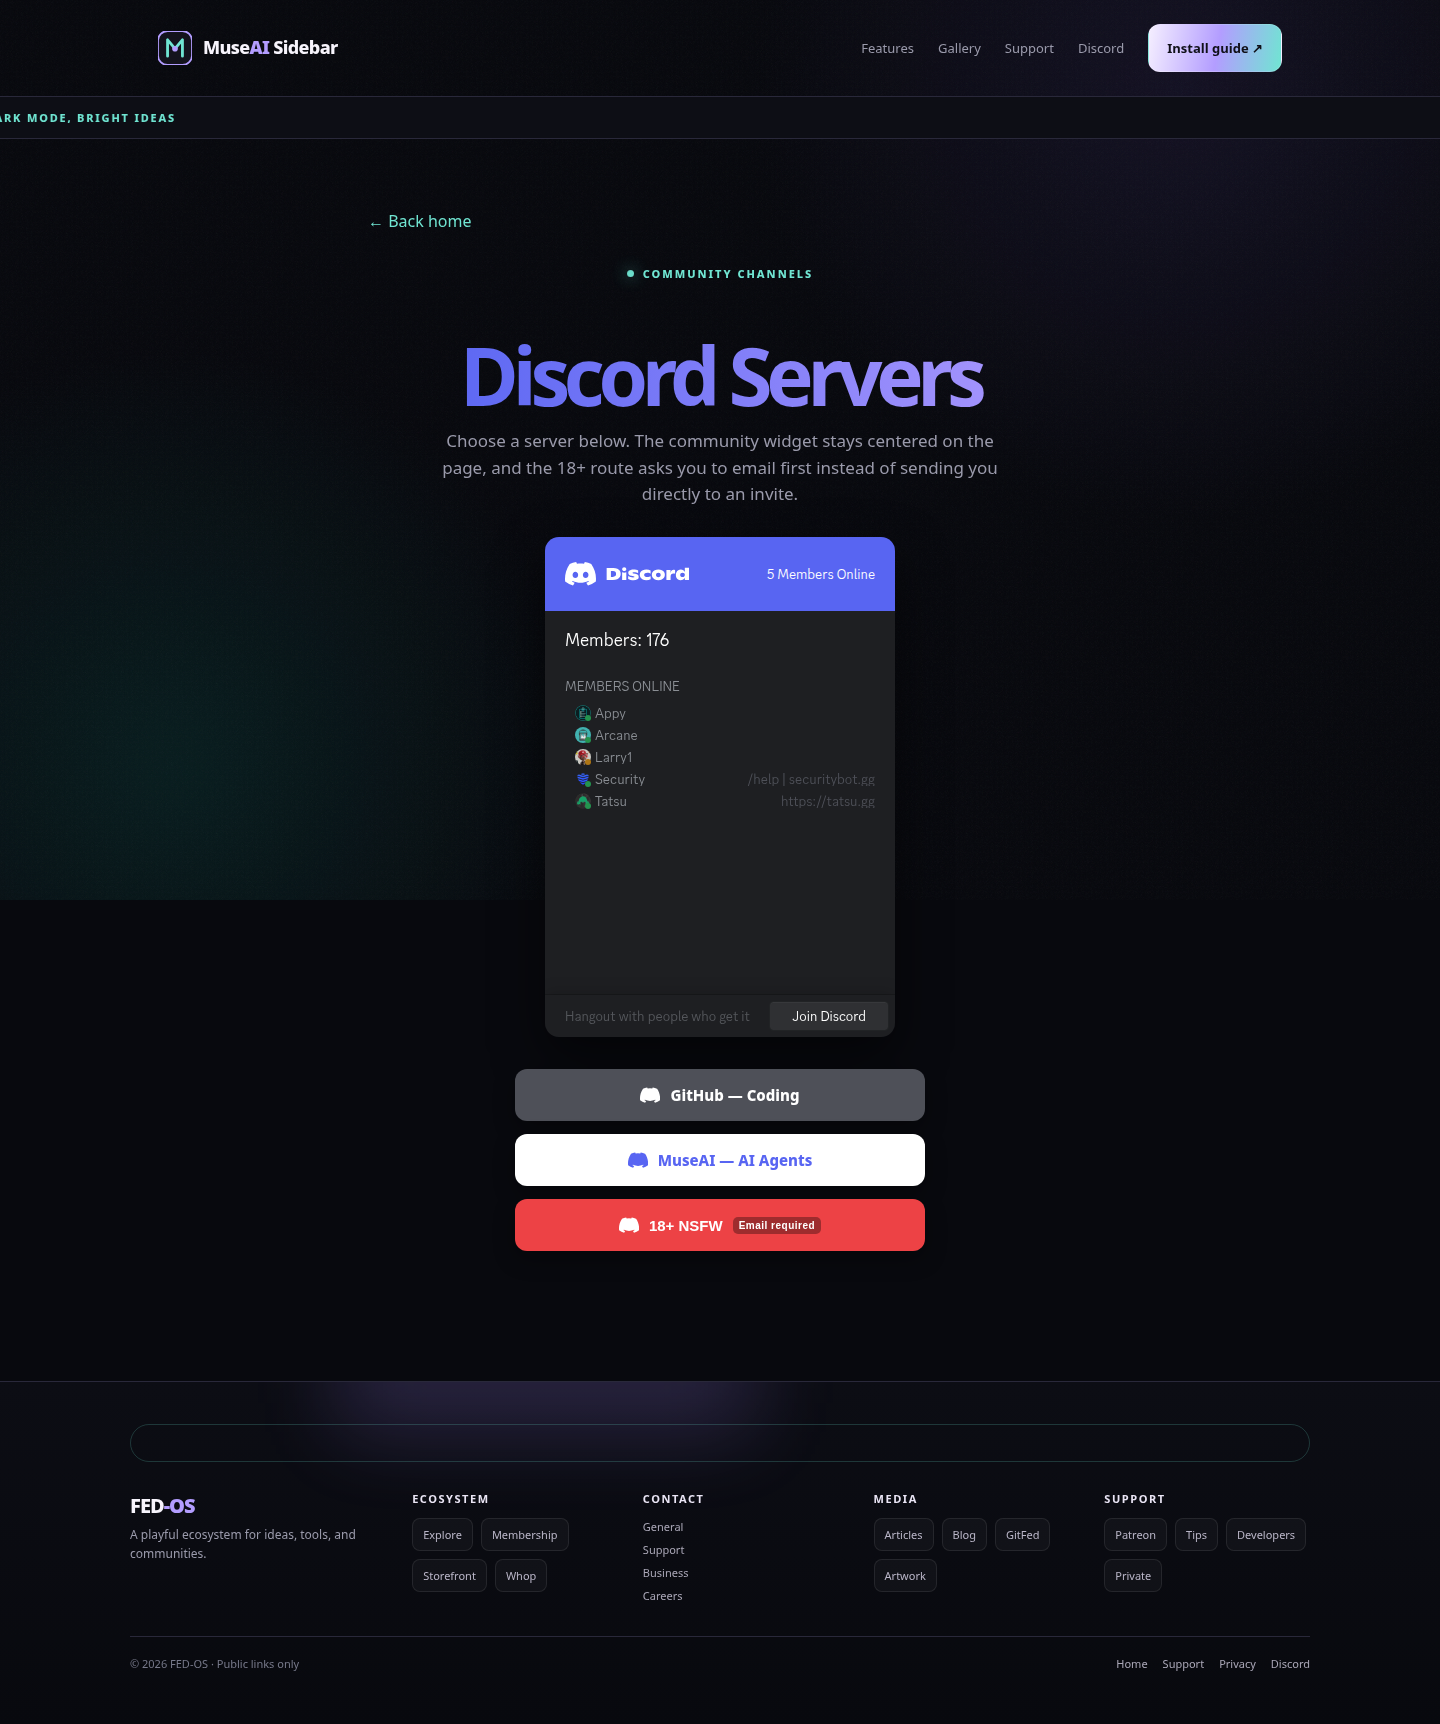 MuseAI Sidebar
Features
Gallery
Support
Discord
Install guide ↗
ARK MODE, BRIGHT IDEAS
← Back home
COMMUNITY CHANNELS
Discord Servers
Choose a server below. The community widget stays centered on the
page, and the 18+ route asks you to email first instead of sending you
directly to an invite.
Discord
5 Members Online
Members: 176
MEMBERS ONLINE
Appy
Arcane
Larry1
Security
/help | securitybot.gg
Tatsu
https://tatsu.gg
Hangout with people who get it
Join Discord
GitHub — Coding
MuseAI — AI Agents
18+ NSFW
Email required
FED-OS
A playful ecosystem for ideas, tools, and
communities.
ECOSYSTEM
Explore
Membership
Storefront
Whop
CONTACT
General
Support
Business
Careers
MEDIA
Articles
Blog
GitFed
Artwork
SUPPORT
Patreon
Tips
Developers
Private
© 2026 FED-OS · Public links only
Home
Support
Privacy
Discord